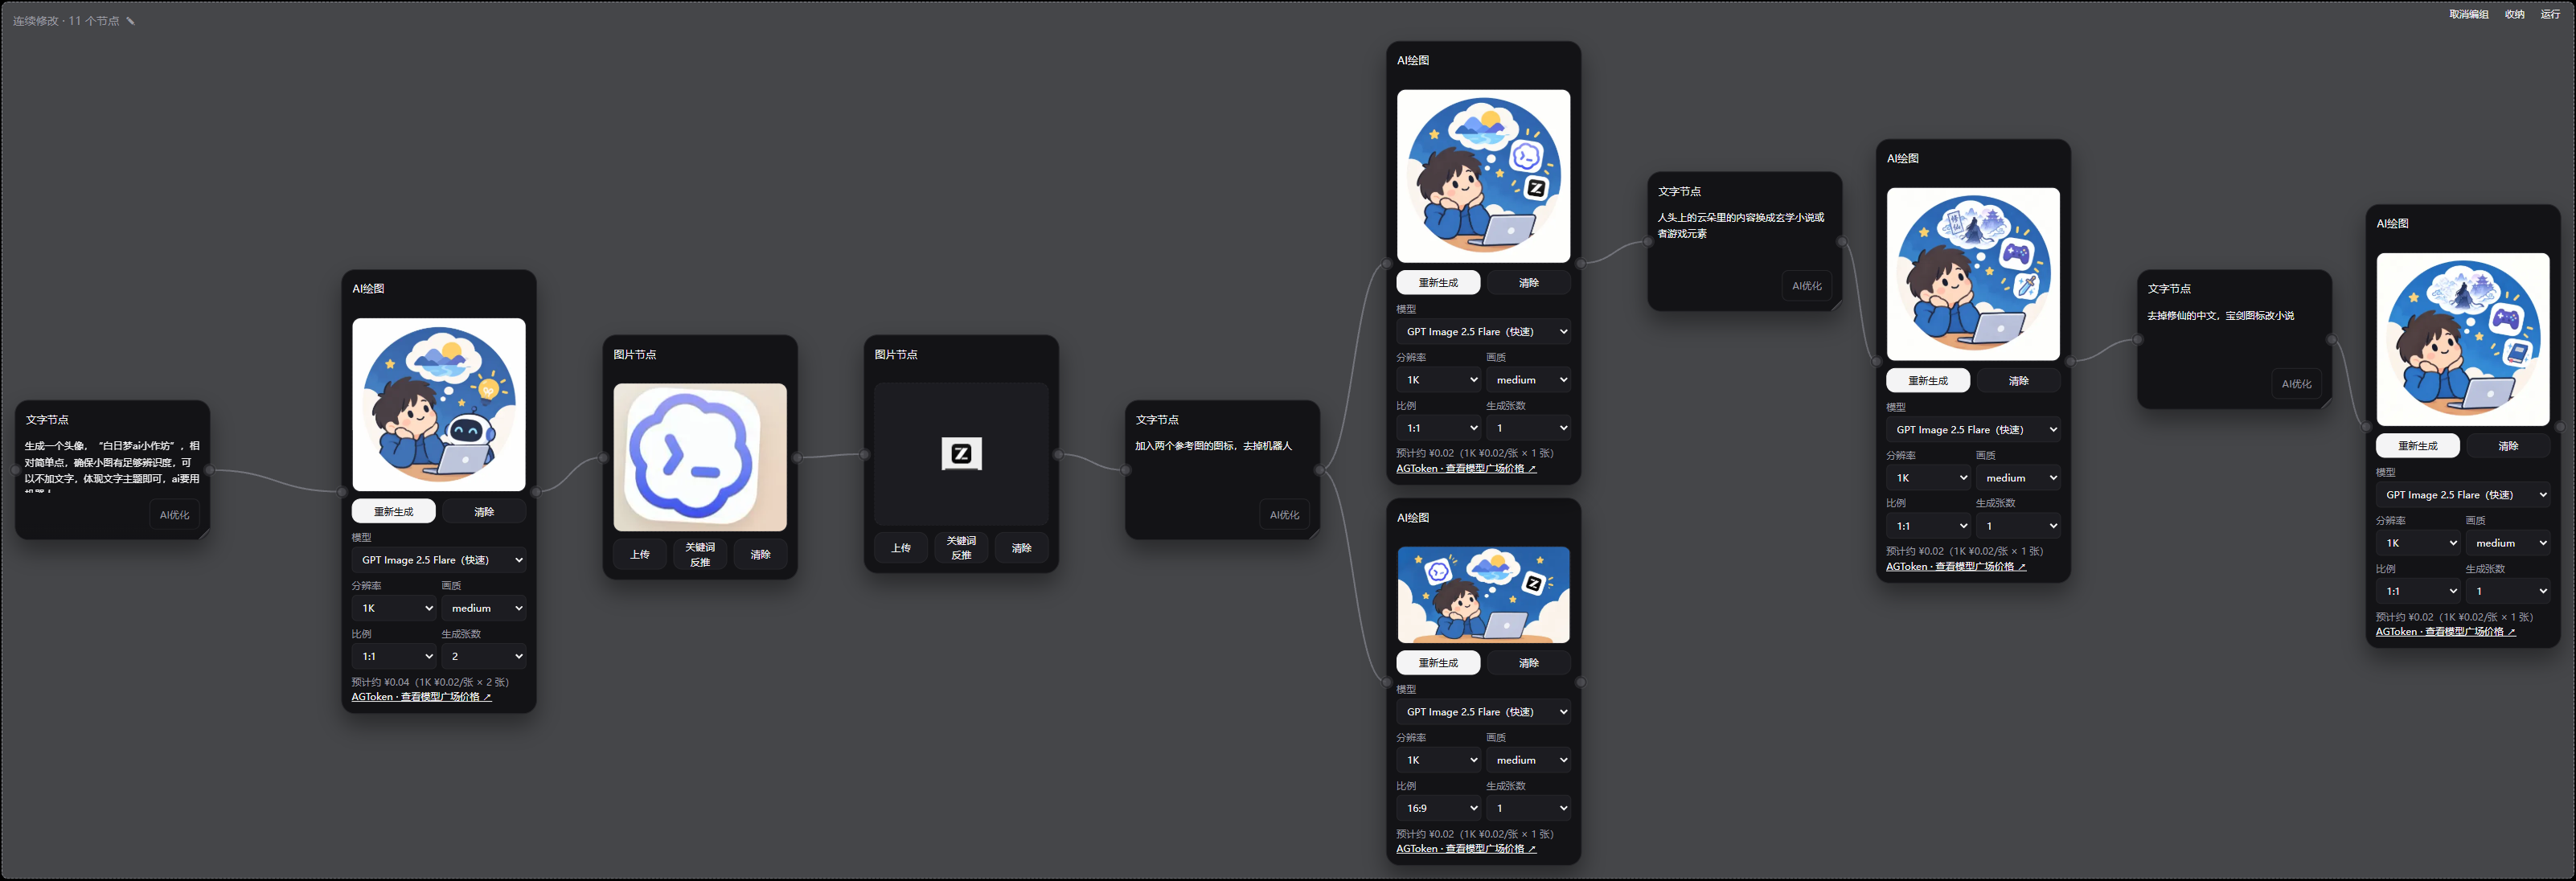 连续修改 · 11 个节点
取消编组 收纳 运行
文字节点
生成一个头像，“白日梦ai小作坊”，相
对简单点，确保小图有足够辨识度，可
以不加文字，体现文字主题即可，ai要用
AI优化
AI绘图
重新生成 清除
模型
GPT Image 2.5 Flare（快速）
分辨率 画质
1K medium
比例 生成张数
1:1 2
预计约 ¥0.04（1K ¥0.02/张 × 2 张）
AGToken · 查看模型广场价格 ↗
图片节点
上传 关键词 清除
反推
图片节点
Z
上传 关键词 清除
反推
文字节点
加入两个参考图的图标，去掉机器人
AI优化
AI绘图
Z
重新生成 清除
模型
GPT Image 2.5 Flare（快速）
分辨率 画质
1K medium
比例 生成张数
1:1 1
预计约 ¥0.02（1K ¥0.02/张 × 1 张）
AGToken · 查看模型广场价格 ↗
AI绘图
Z
重新生成 清除
模型
GPT Image 2.5 Flare（快速）
分辨率 画质
1K medium
比例 生成张数
16:9 1
预计约 ¥0.02（1K ¥0.02/张 × 1 张）
AGToken · 查看模型广场价格 ↗
文字节点
人头上的云朵里的内容换成玄学小说或
者游戏元素
AI优化
AI绘图
修仙
重新生成 清除
模型
GPT Image 2.5 Flare（快速）
分辨率 画质
1K medium
比例 生成张数
1:1 1
预计约 ¥0.02（1K ¥0.02/张 × 1 张）
AGToken · 查看模型广场价格 ↗
文字节点
去掉修仙的中文，宝剑图标改小说
AI优化
AI绘图
重新生成 清除
模型
GPT Image 2.5 Flare（快速）
分辨率 画质
1K medium
比例 生成张数
1:1 1
预计约 ¥0.02（1K ¥0.02/张 × 1 张）
AGToken · 查看模型广场价格 ↗